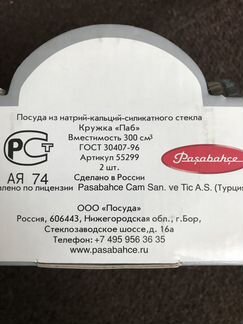 Посуда из натрий-кальций-силикатного стекла
Кружка «Паб»
Вместимость 300 см³
ГОСТ 30407-96
Артикул 55299
2 шт.
Сделано в России
РСТ
АЯ 74
Paşabahçe
по лицензии Pasabahce Cam San. ve Tic A.S. (Турция
ООО «Посуда»
Россия, 606443, Нижегородская обл., г.Бор,
Стеклозаводское шоссе,д. 16а
Телефон: +7 495 956 36 35
www.pasabahce.ru